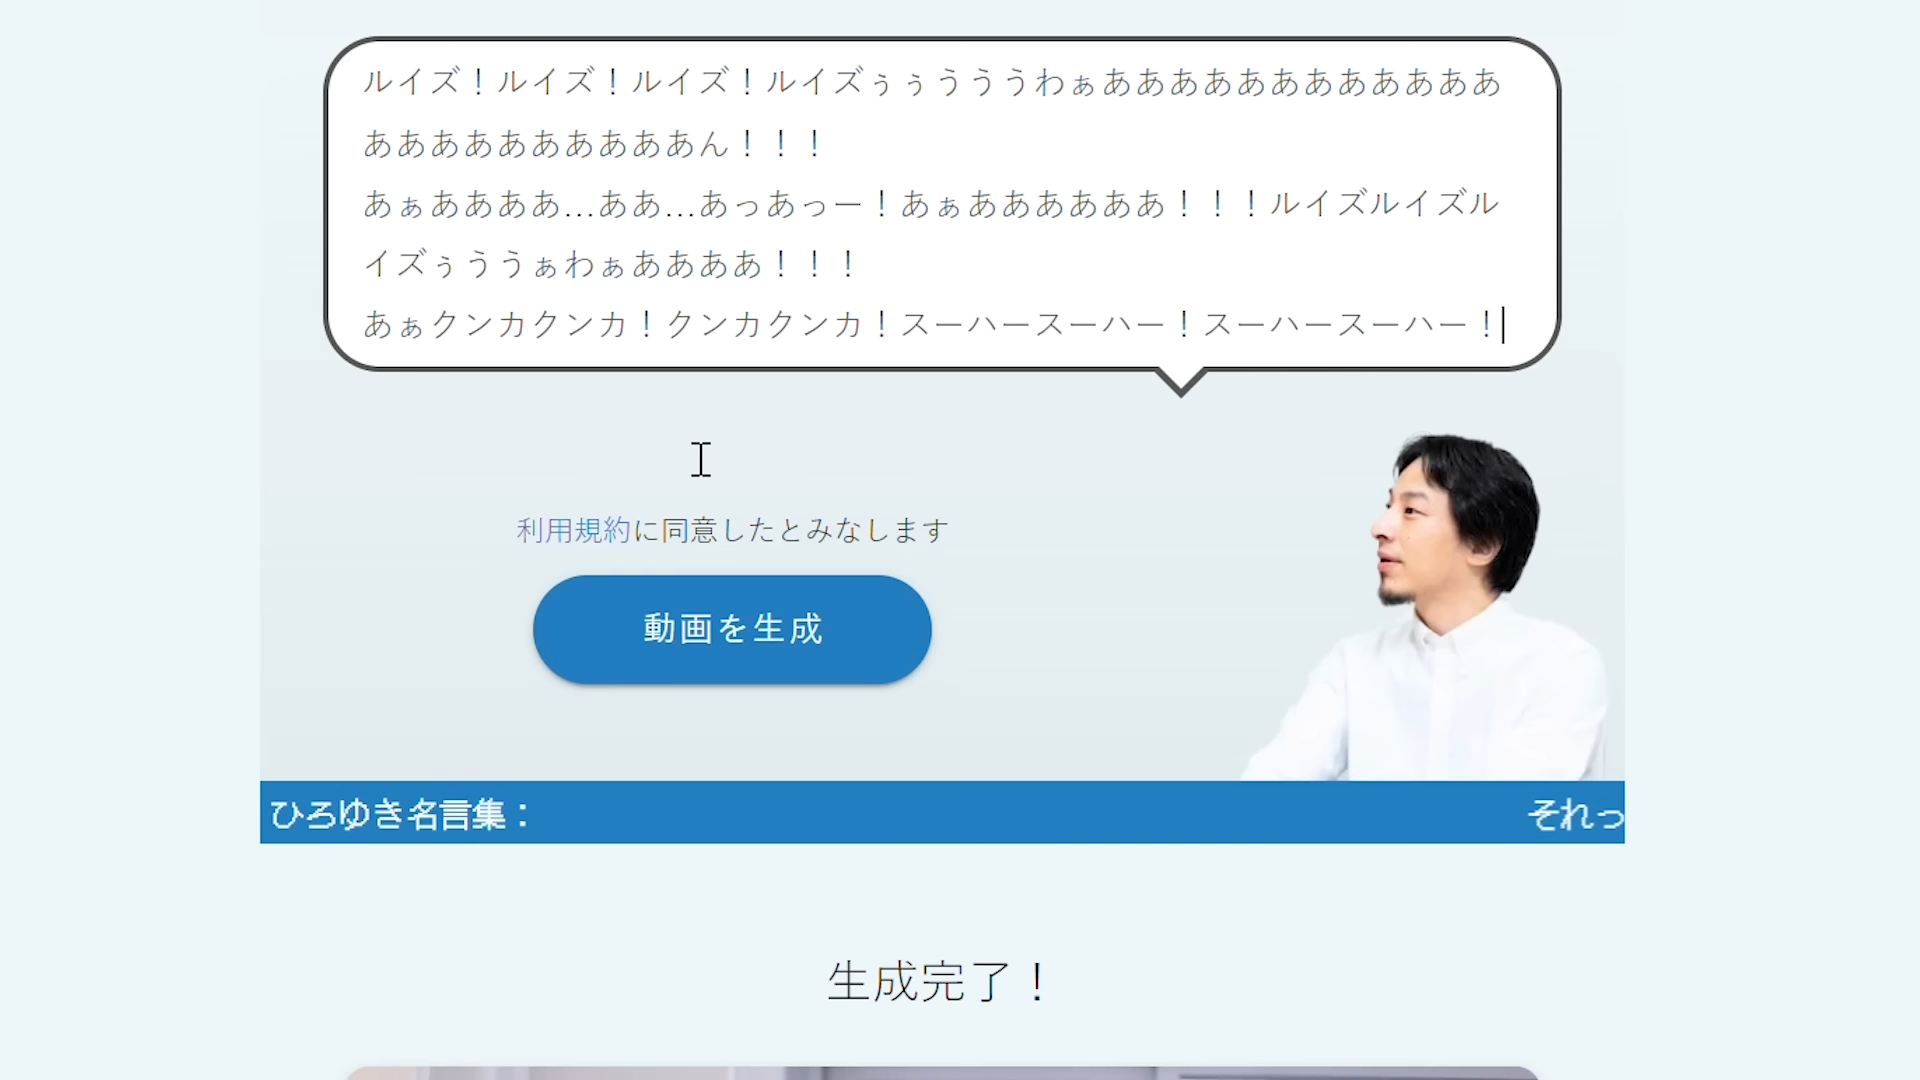 ルイズ！ルイズ！ルイズ！ルイズぅぅうううわぁああああああああああああ
あああああああああああん！！！
あぁああああ…ああ…あっあっー！あぁああああああ！！！ルイズルイズル
イズぅううぁわぁああああ！！！
あぁクンカクンカ！クンカクンカ！スーハースーハー！スーハースーハー！
利用規約に同意したとみなします
動画を生成
ひろゆき名言集：
それっ
生成完了！